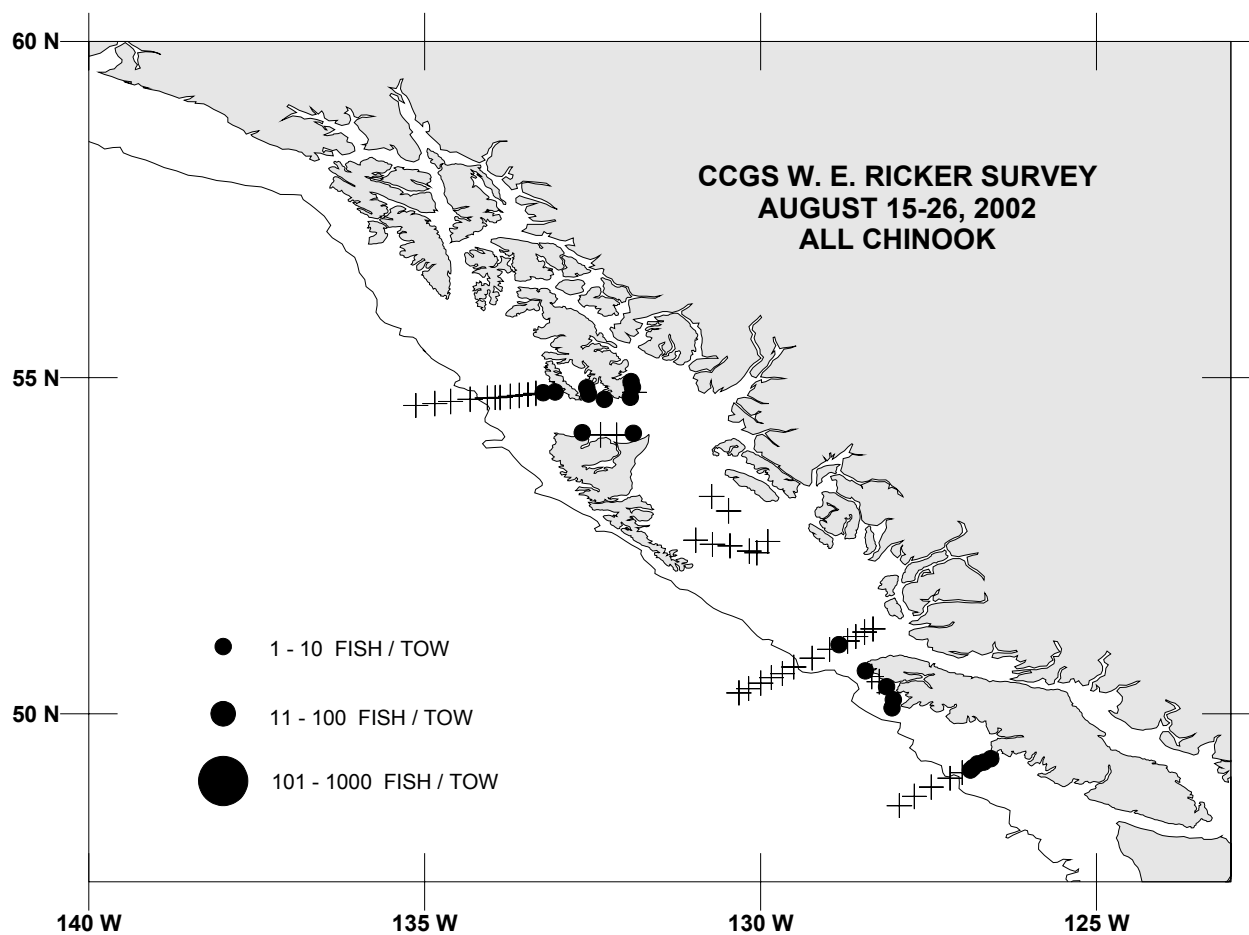 60 N
CCGS W. E. RICKER SURVEY
AUGUST 15-26, 2002
ALL CHINOOK
55 N
1 - 10 FISH / TOW
50 N
11 - 100 FISH / TOW
101 - 1000 FISH / TOW
140 W
135 W
130 W
125 W